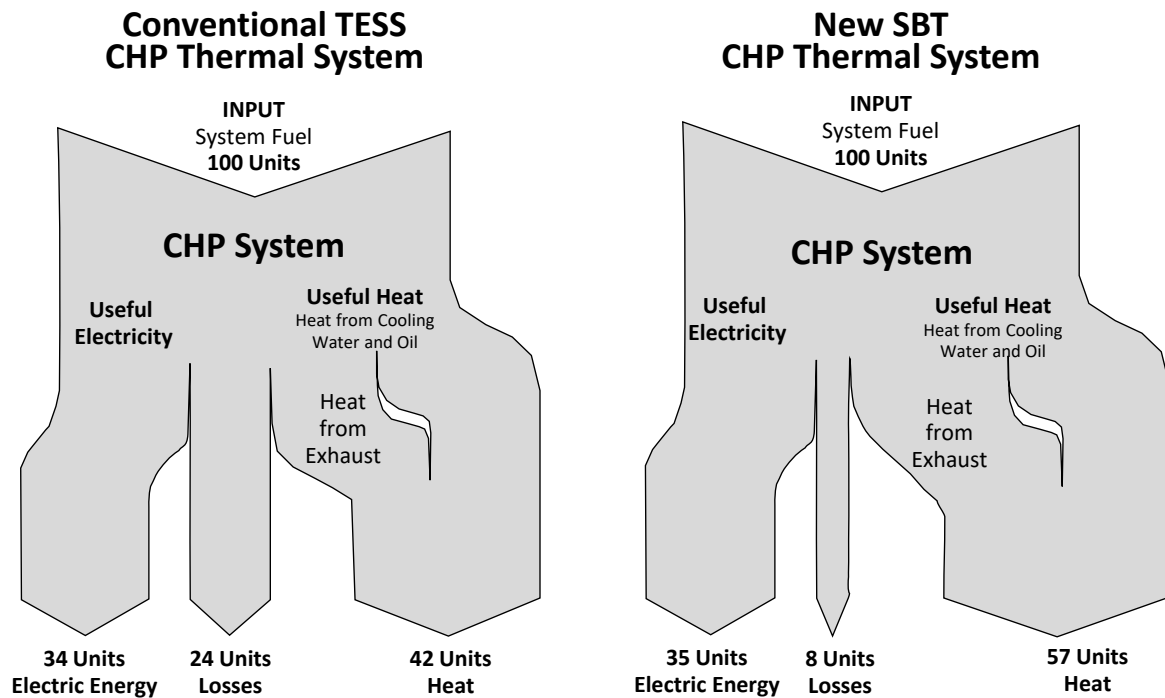 Conventional TESS
CHP Thermal System
INPUT
System Fuel
100 Units
CHP System
Useful
Electricity
Useful Heat
Heat from Cooling
Water and Oil
Heat
from
Exhaust
34 Units
Electric Energy
24 Units
Losses
42 Units
Heat
New SBT
CHP Thermal System
INPUT
System Fuel
100 Units
CHP System
Useful
Electricity
Useful Heat
Heat from Cooling
Water and Oil
Heat
from
Exhaust
35 Units
Electric Energy
8 Units
Losses
57 Units
Heat